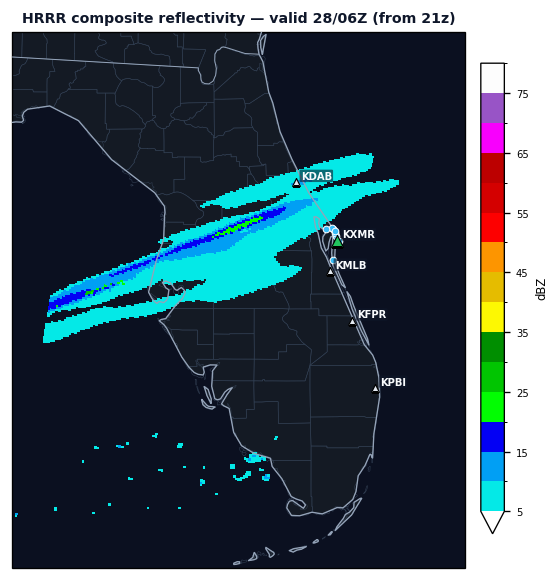 HRRR composite reflectivity — valid 28/06Z (from 21z)
KDAB
KXMR
KMLB
KFPR
KPBI
75
65
55
45
35
25
15
5
dBZ